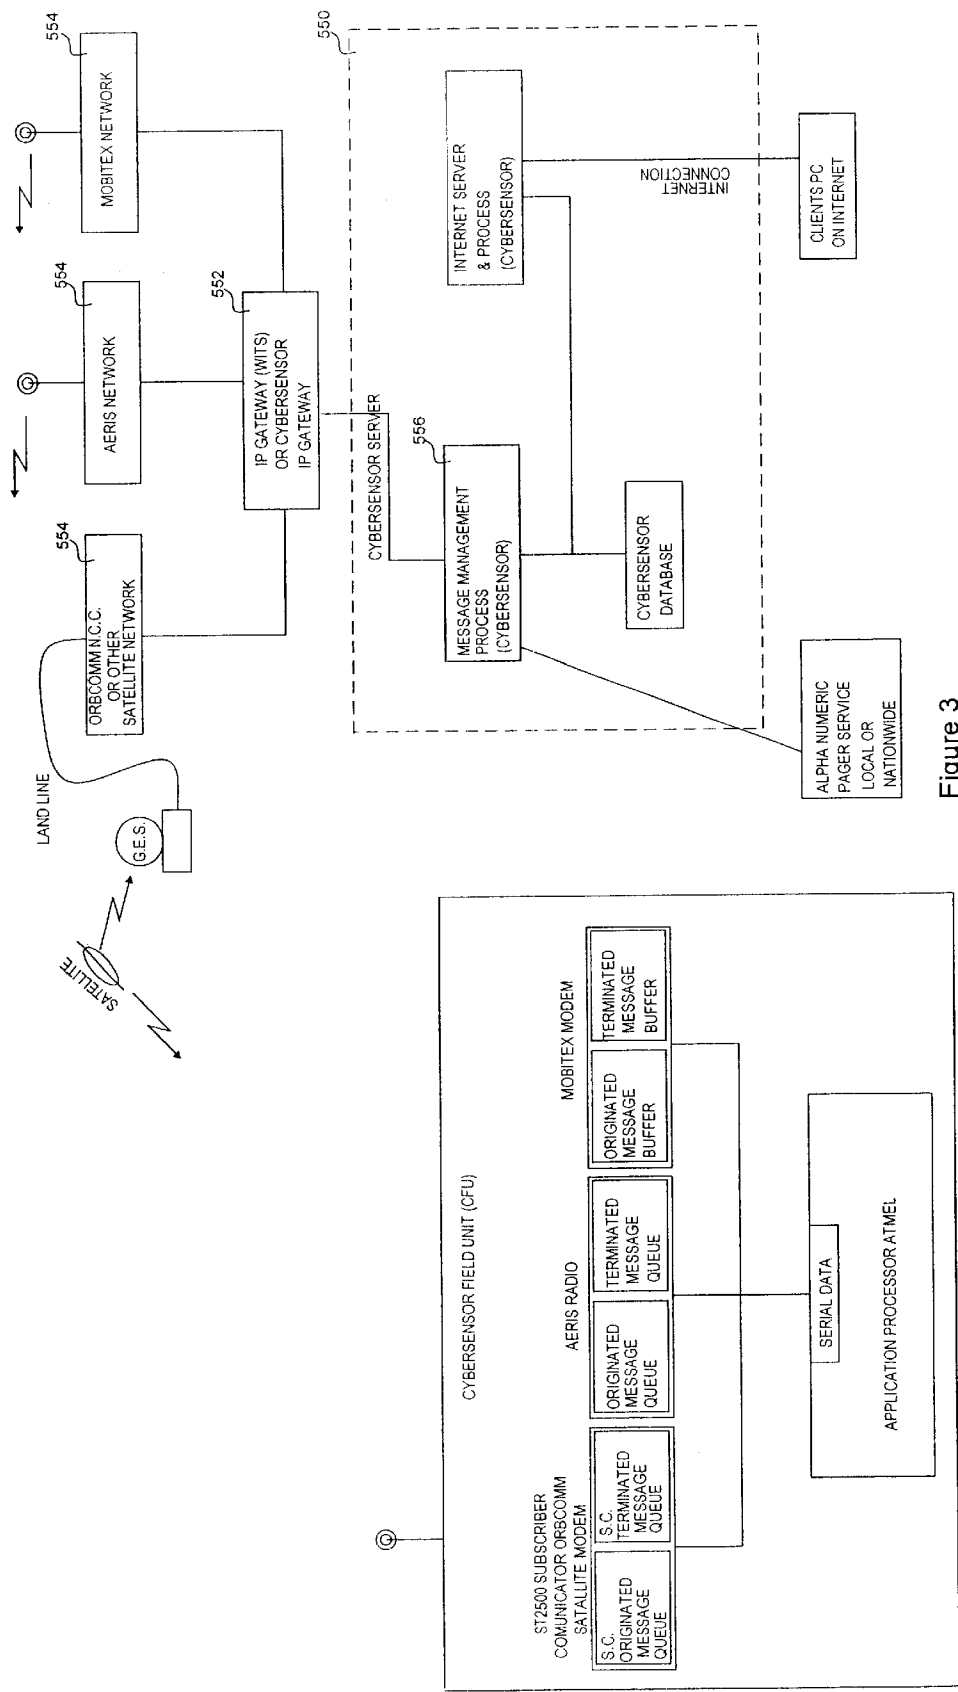 554
MOBITEX NETWORK
554
AERIS NETWORK
554
ORBCOMM N.C.C.
OR OTHER
SATELLITE NETWORK
LAND LINE
G.E.S.
SATELLITE
552
IP GATEWAY (WITS)
OR CYBERSENSOR
IP GATEWAY
550
CYBERSENSOR SERVER
556
MESSAGE MANAGEMENT
PROCESS
(CYBERSENSOR)
INTERNET SERVER
& PROCESS
(CYBERSENSOR)
INTERNET
CONNECTION
CYBERSENSOR
DATABASE
CLIENTS PC
ON INTERNET
ALPHA NUMERIC
PAGER SERVICE
LOCAL OR
NATIONWIDE
CYBERSENSOR FIELD UNIT (CFU)
ST2500 SUBSCRIBER
COMUNICATOR ORBCOMM
SATALLITE MODEM
S.C.
ORIGINATED
MESSAGE
QUEUE
S.C.
TERMINATED
MESSAGE
QUEUE
AERIS RADIO
ORIGINATED
MESSAGE
QUEUE
TERMINATED
MESSAGE
QUEUE
MOBITEX MODEM
ORIGINATED
MESSAGE
BUFFER
TERMINATED
MESSAGE
BUFFER
SERIAL DATA
APPLICATION PROCESSOR ATMEL
Figure 3